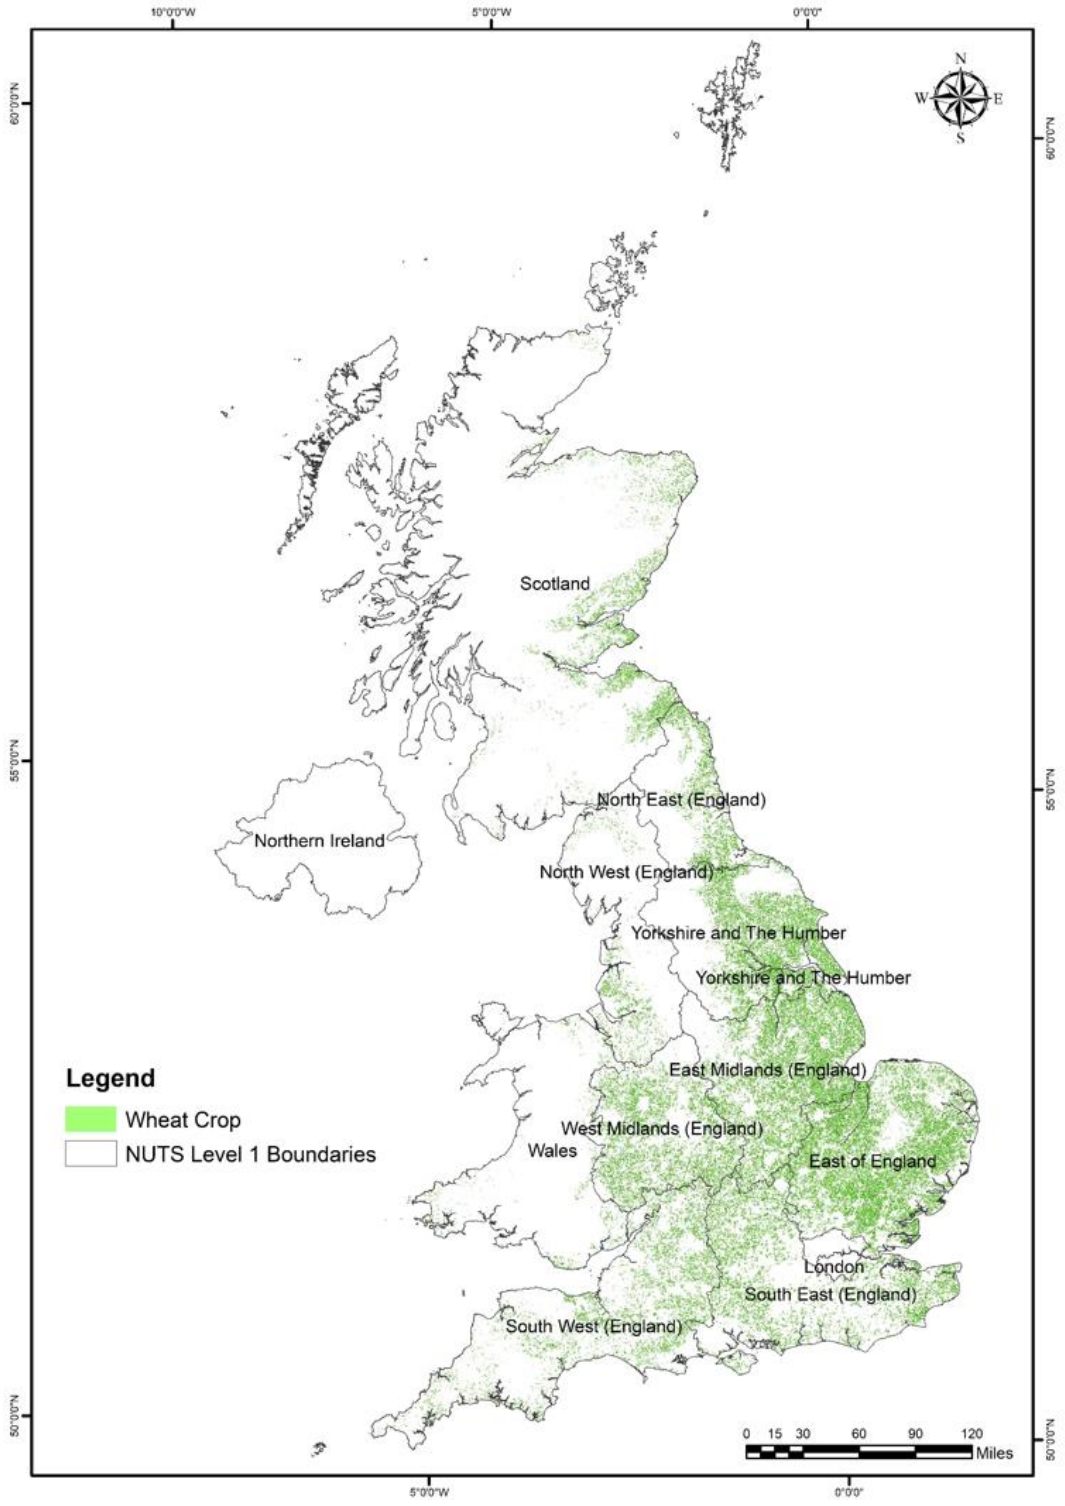 10°0'0"W 5°0'0"W 0°0'0"
N
W E
S
60°0'0"N
60°0'0"N
Scotland
55°0'0"N
55°0'0"N
North East (England)
Northern Ireland
North West (England)
Yorkshire and The Humber
Yorkshire and The Humber
East Midlands (England)
Legend
Wheat Crop
NUTS Level 1 Boundaries
West Midlands (England)
Wales
East of England
London
South East (England)
South West (England)
50°0'0"N
50°0'0"N
0 15 30 60 90 120
Miles
5°0'0"W 0°0'0"